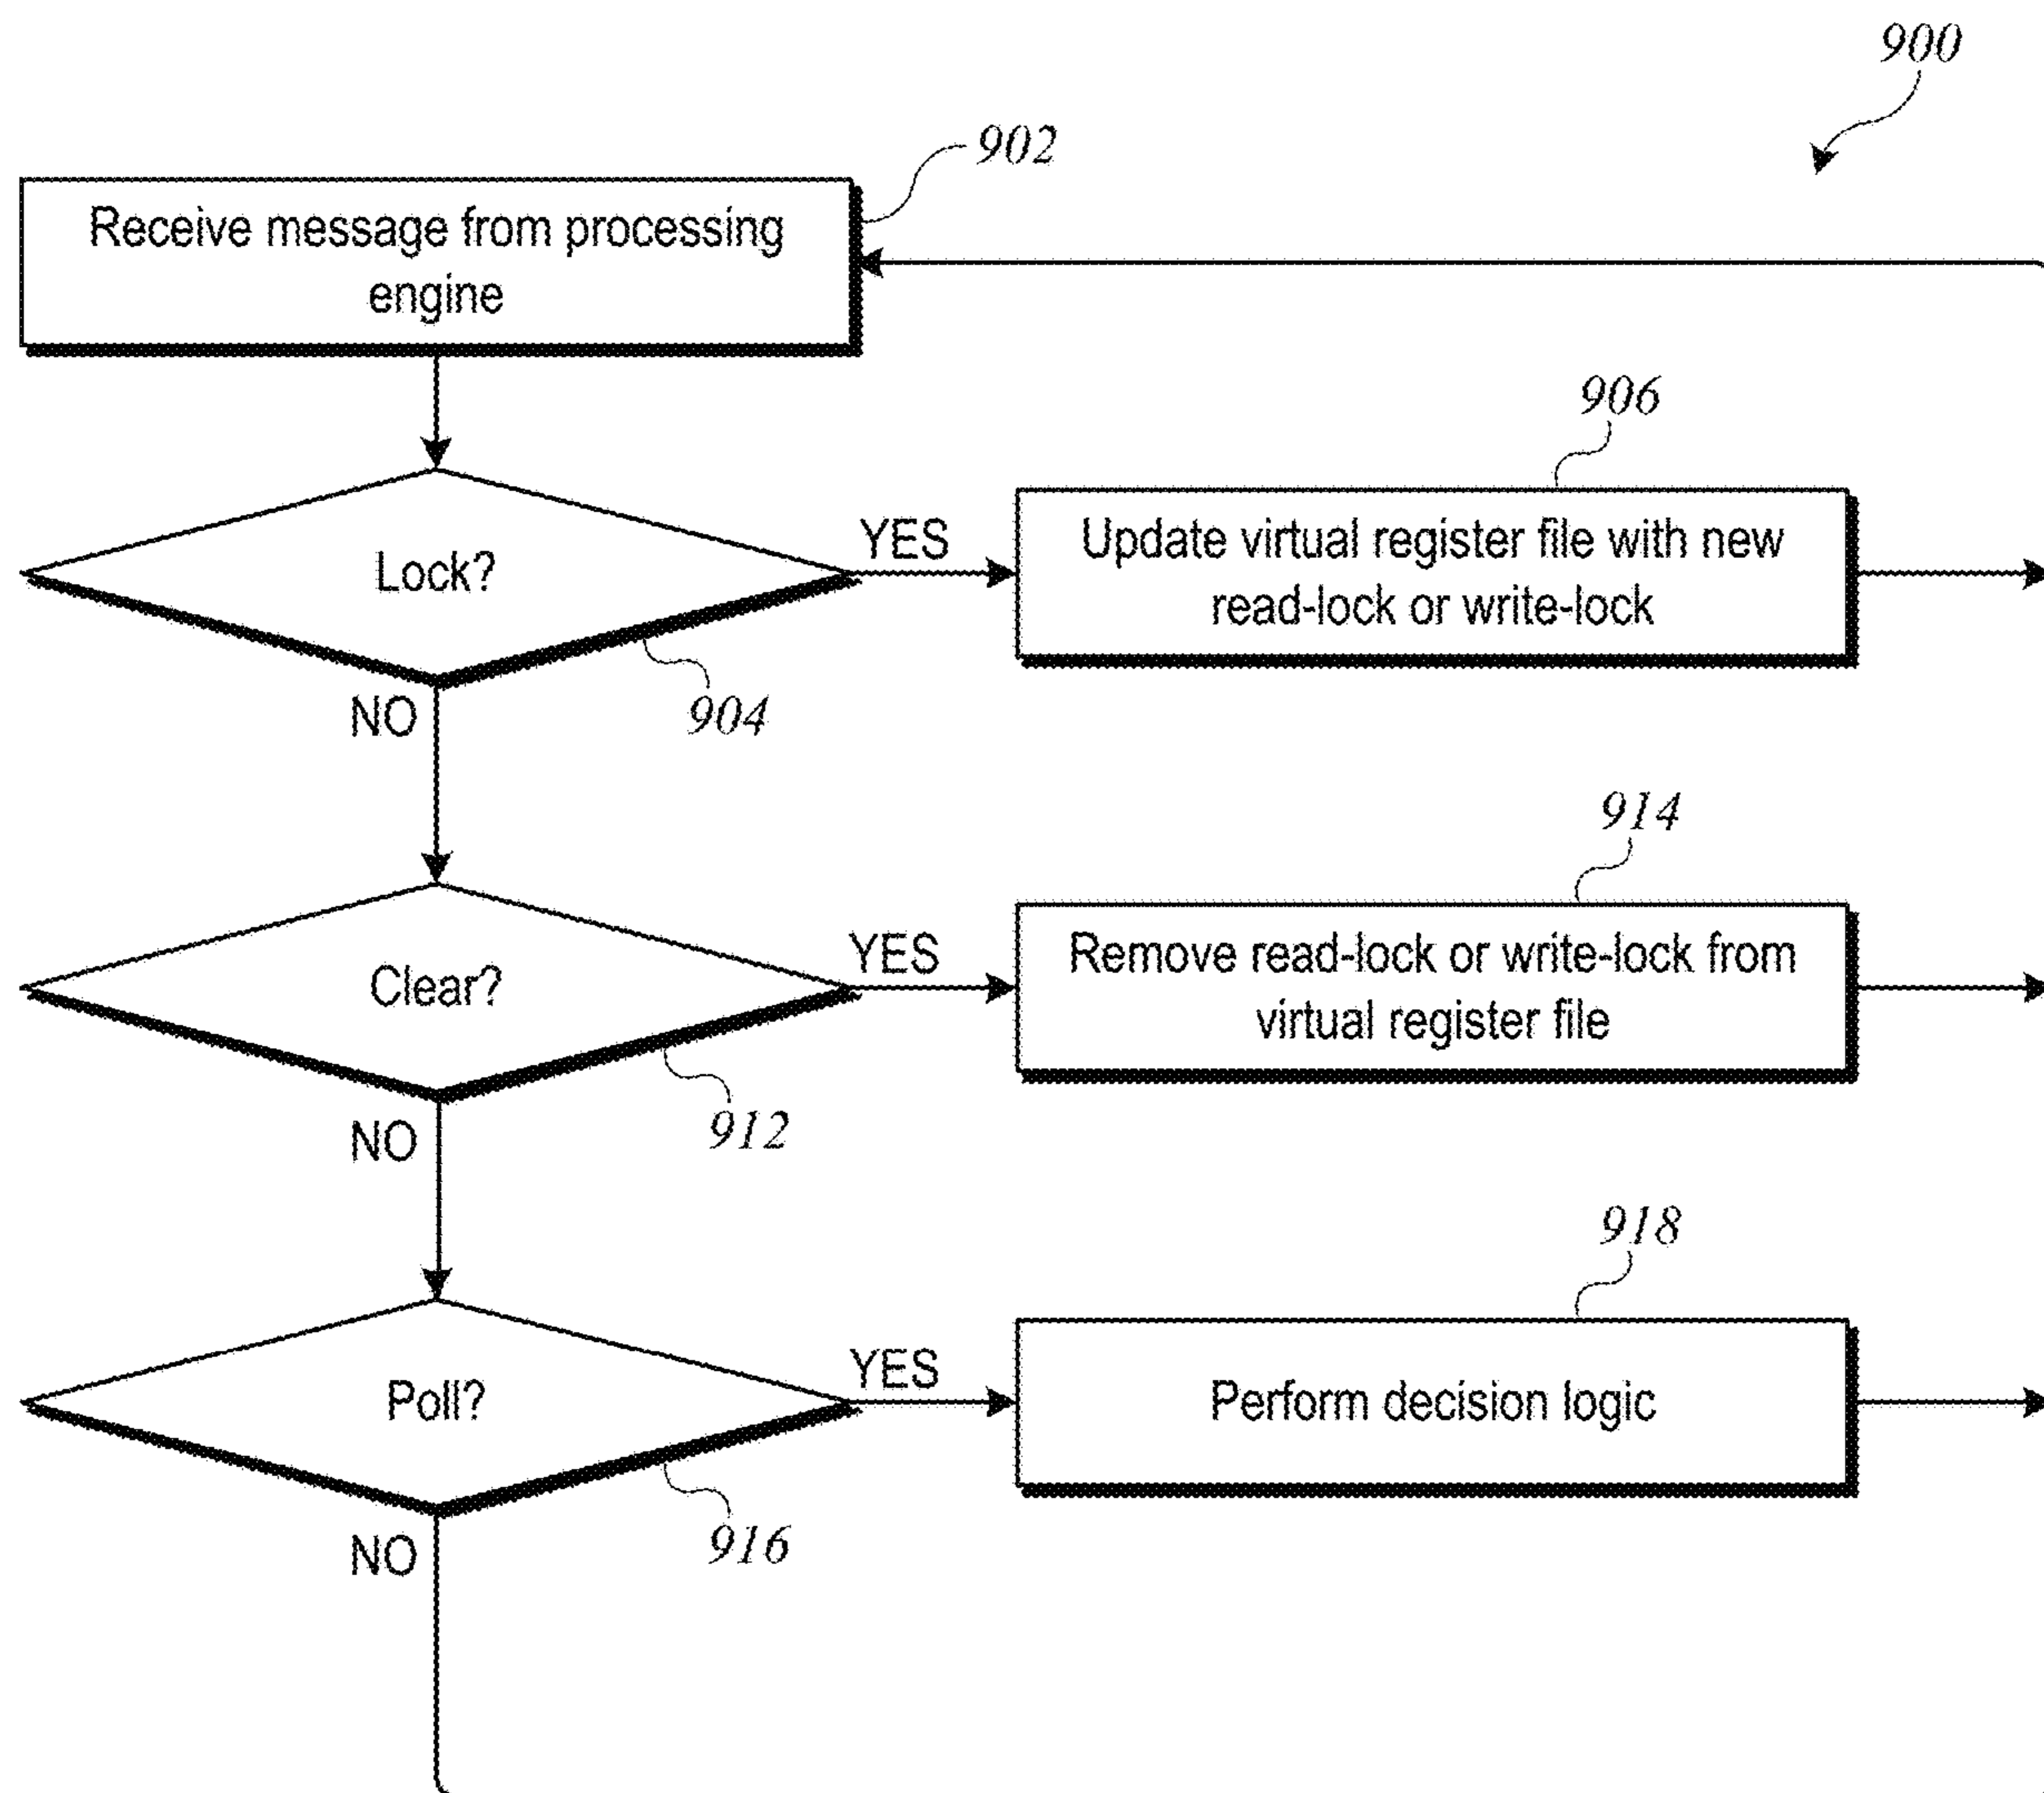 900
902
Receive message from processing
engine
906
Lock?
YES
Update virtual register file with new
read-lock or write-lock
904
NO
914
Clear?
YES
Remove read-lock or write-lock from
virtual register file
912
NO
918
Poll?
YES
Perform decision logic
916
NO